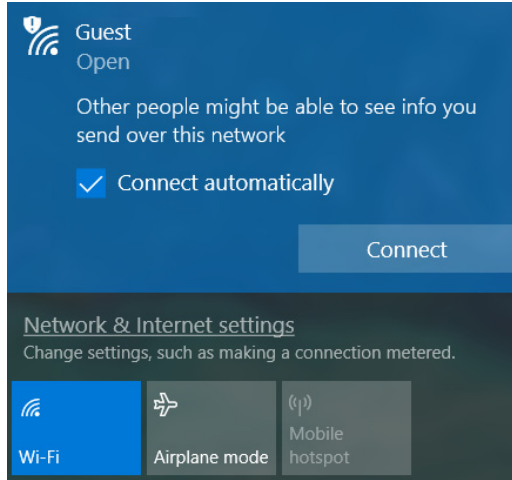 Guest
Open
Other people might be able to see info you
send over this network
Connect automatically
Connect
Network & Internet settings
Change settings, such as making a connection metered.
Wi-Fi
Airplane mode
Mobile
hotspot